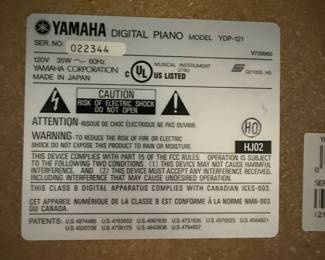 YAMAHA DIGITAL PIANO MODEL YDP-121
SER. NO. 022344
V739960
120V 35W ~ 60Hz
YAMAHA CORPORATION
MADE IN JAPAN
C UL US LISTED
MUSICAL INSTRUMENT
CAUTION
RISK OF ELECTRIC SHOCK
DO NOT OPEN
ATTENTION-RISQUE DE CHOC ÉLECTRIQUE NE PAS OUVRIR
WARNING-TO REDUCE THE RISK OF FIRE OR ELECTRIC
SHOCK DO NOT EXPOSE THIS PRODUCT TO RAIN OR MOISTURE.
HO
HJ02
THIS DEVICE COMPLIES WITH PART 15 OF THE FCC RULES. OPERATION IS SUBJECT
TO THE FOLLOWING TWO CONDITIONS: (1) THIS DEVICE MAY NOT CAUSE HARMFUL
INTERFERENCE, AND (2) THIS DEVICE MUST ACCEPT ANY INTERFERENCE RECEIVED,
INCLUDING INTERFERENCE THAT MAY CAUSE UNDESIRED OPERATION.
THIS CLASS B DIGITAL APPARATUS COMPLIES WITH CANADIAN ICES-003.
CET APPAREIL NUMÉRIQUE DE LA CLASSE B EST CONFORME À LA NORME NMB-003
DU CANADA.
PATENTS